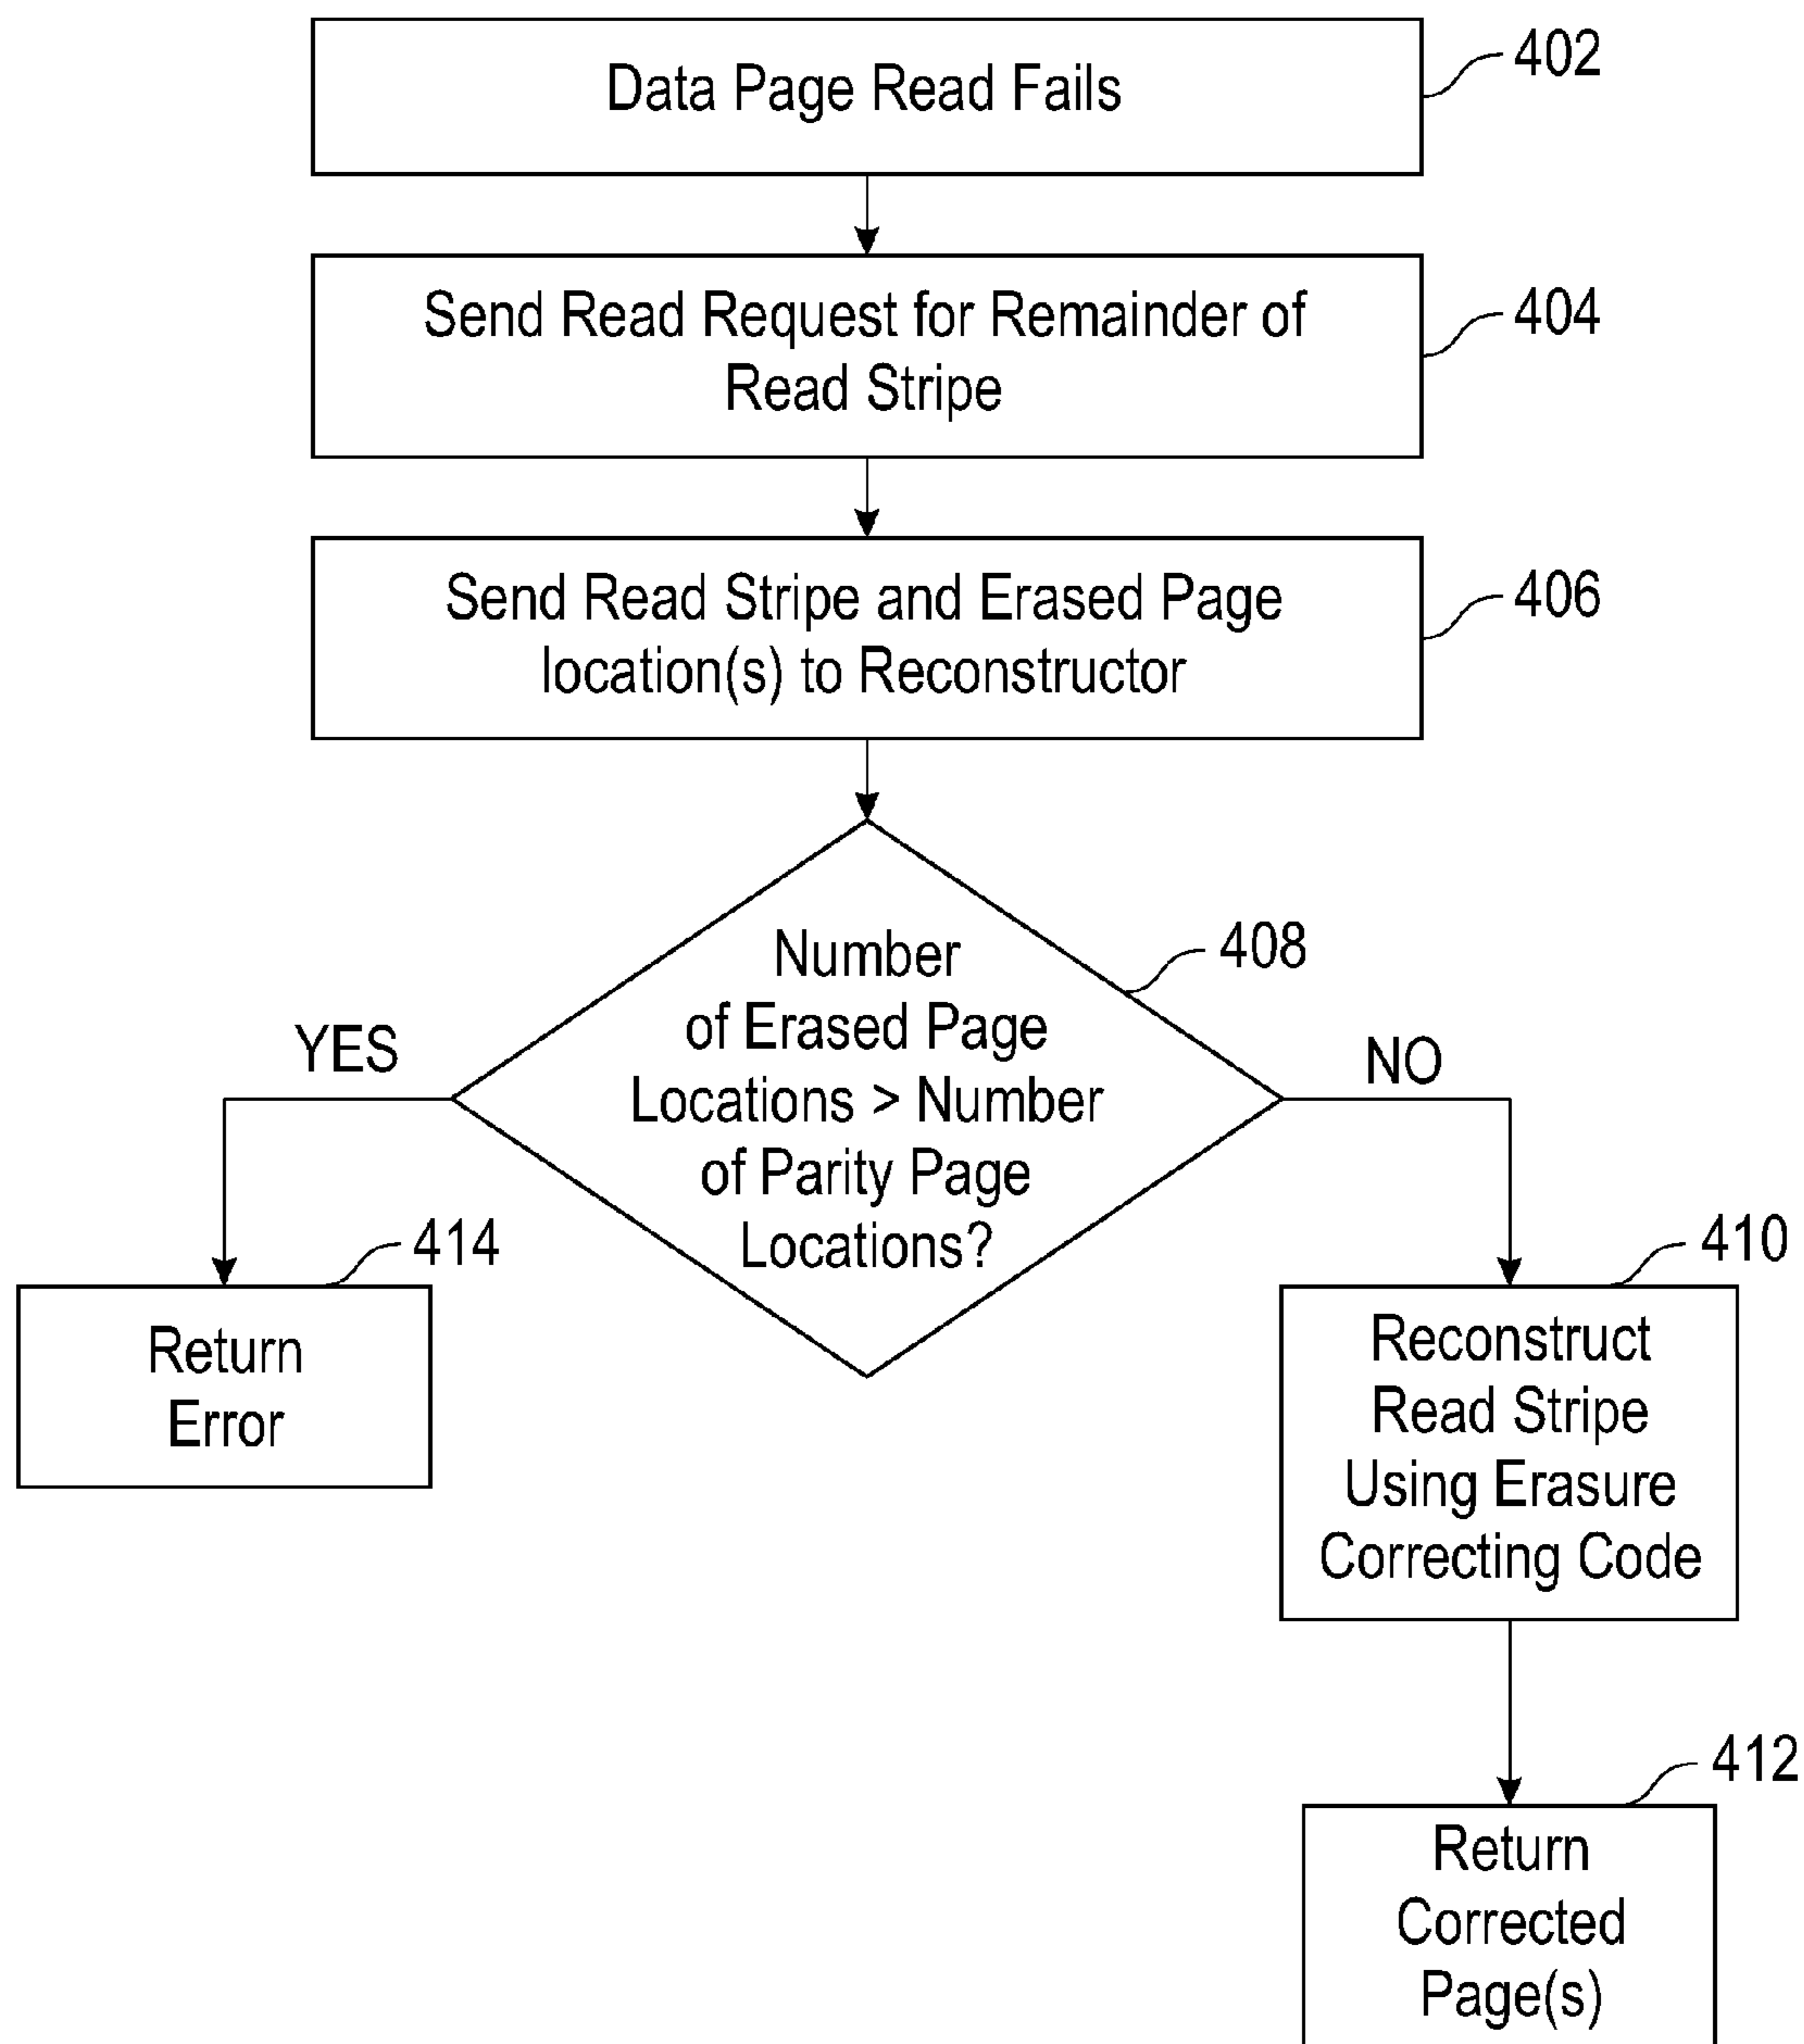 Data Page Read Fails
402
Send Read Request for Remainder of
Read Stripe
404
Send Read Stripe and Erased Page
location(s) to Reconstructor
406
Number
of Erased Page
Locations > Number
of Parity Page
Locations?
408
YES
NO
414
Return
Error
410
Reconstruct
Read Stripe
Using Erasure
Correcting Code
412
Return
Corrected
Page(s)